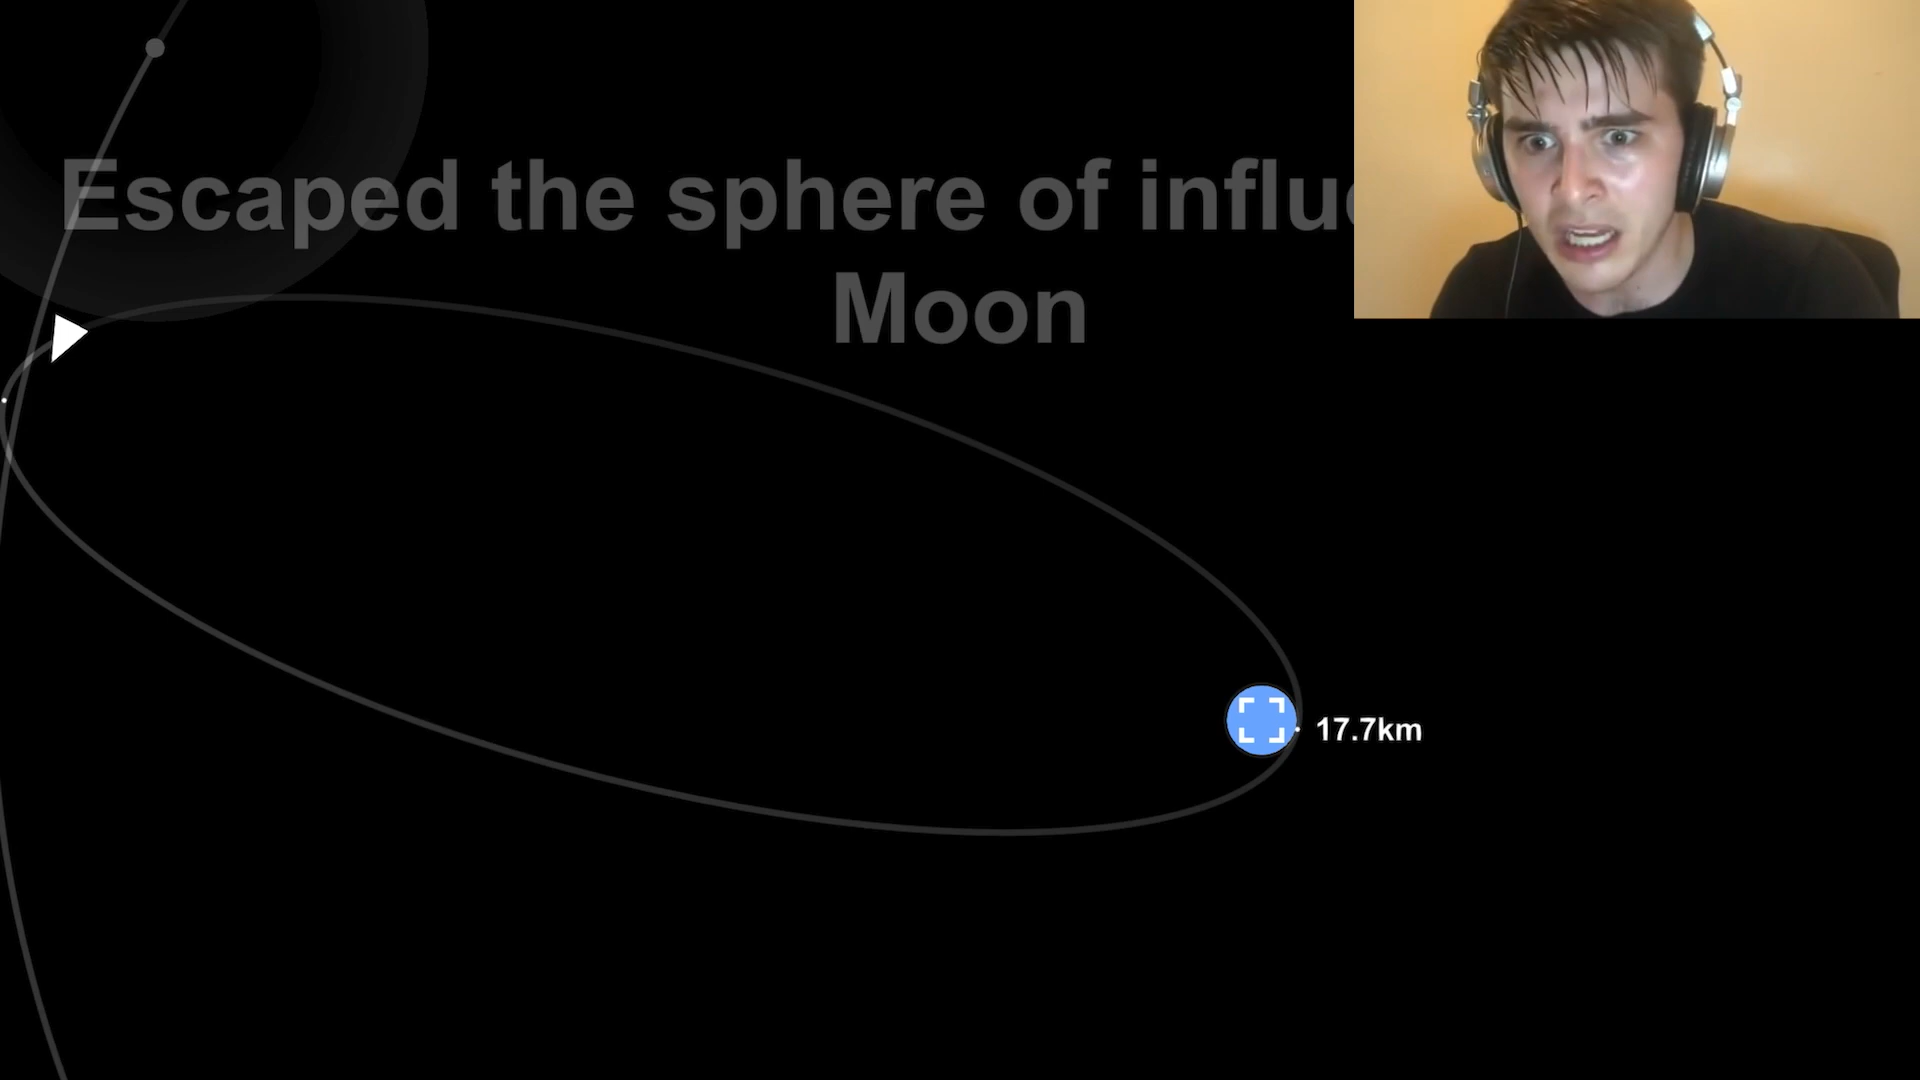 Escaped the sphere of influ
Moon
17.7km